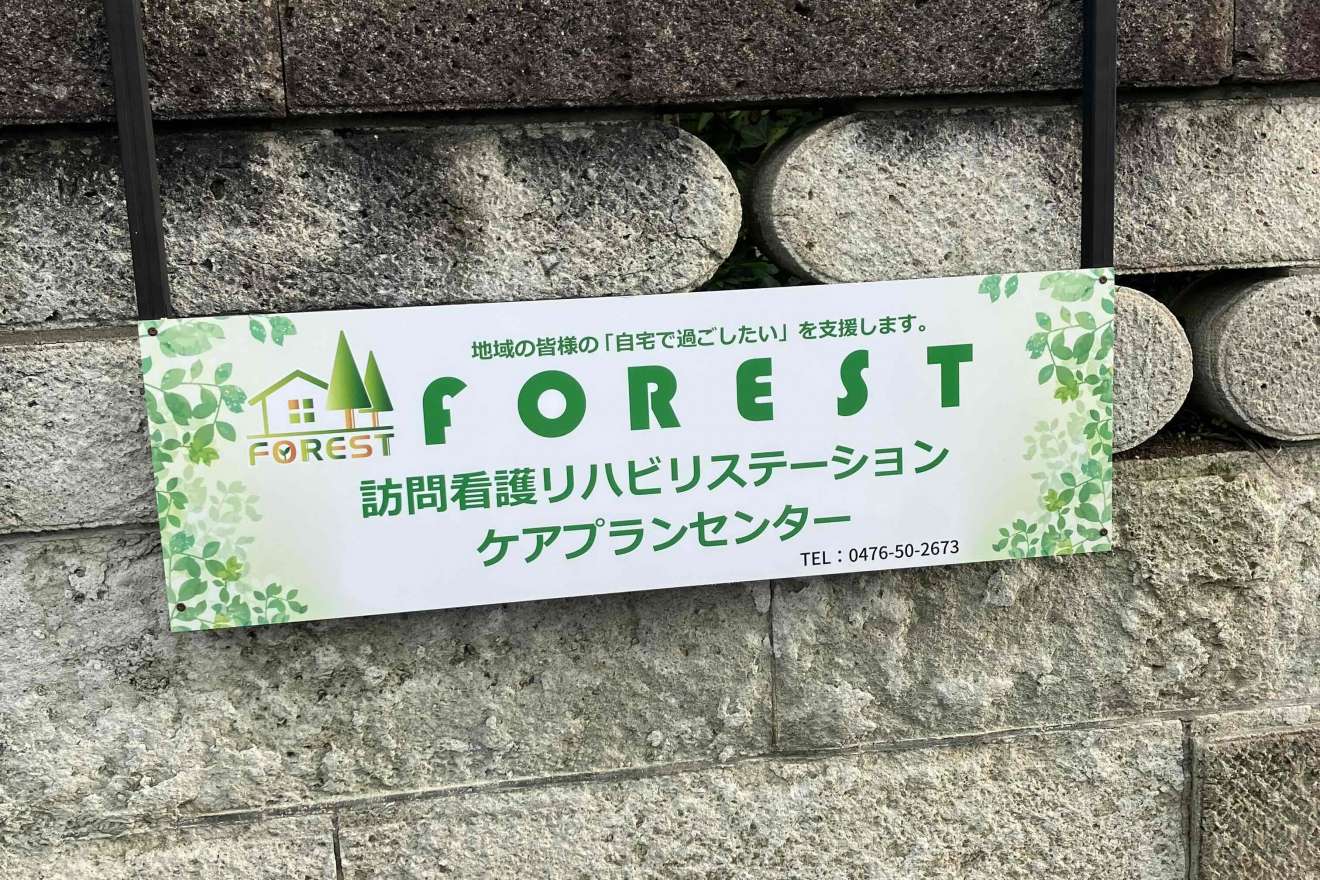 地域の皆様の「自宅で過ごしたい」を支援します。
FOREST
FOREST
訪問看護リハビリステーション
ケアプランセンター
TEL：0476-50-2673